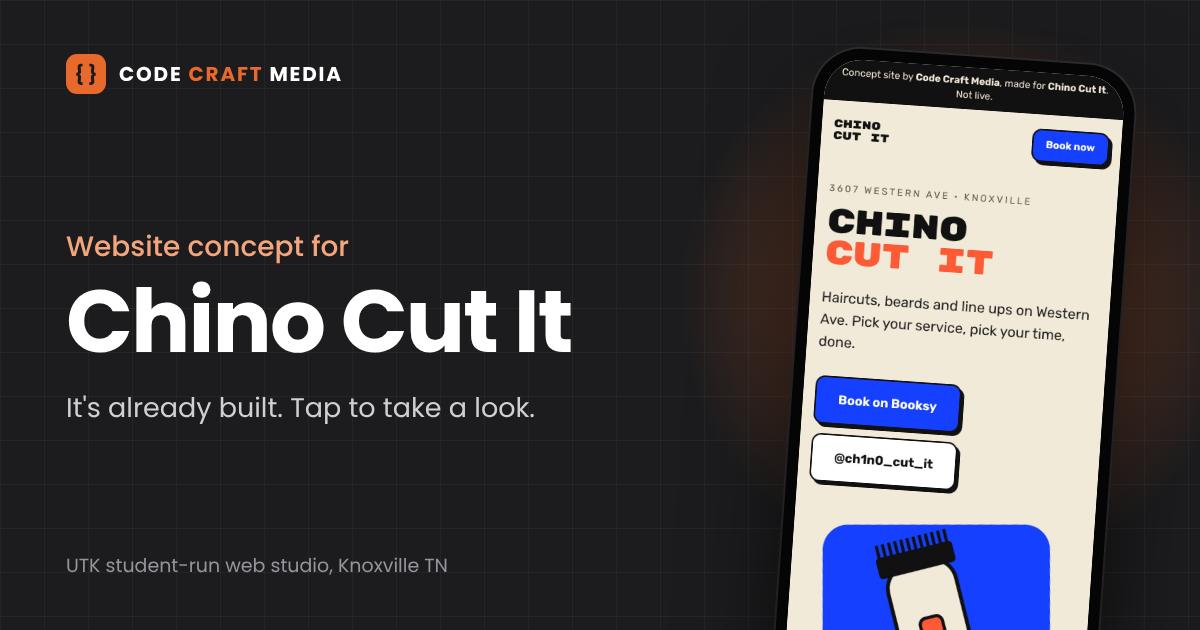 { }
CODE CRAFT MEDIA
Website concept for
Chino Cut It
It's already built. Tap to take a look.
UTK student-run web studio, Knoxville TN
Concept site by Code Craft Media, made for Chino Cut It.
Not live.
CHINO
CUT IT
Book now
3607 WESTERN AVE • KNOXVILLE
CHINO
CUT IT
Haircuts, beards and line ups on Western
Ave. Pick your service, pick your time,
done.
Book on Booksy
@ch1n0_cut_it